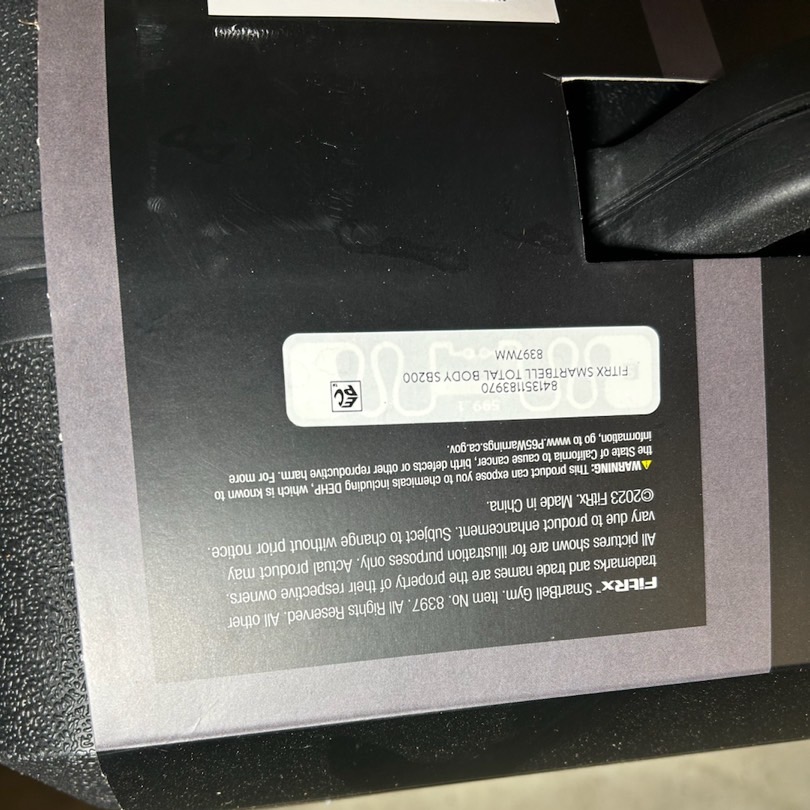 FITRx™ SmartBell Gym. Item No. 8397. All Rights Reserved. All other
trademarks and trade names are the property of their respective owners.
All pictures shown are for illustration purposes only. Actual product may
vary due to product enhancement. Subject to change without prior notice.
©2023 FitRx. Made in China.
⚠WARNING: This product can expose you to chemicals including DEHP, which is known to
the State of California to cause cancer, birth defects or other reproductive harm. For more
information, go to www.P65Warnings.ca.gov.
599.1
841351183970
FITRX SMARTBELL TOTAL BODY SB200
8397WM
EPC